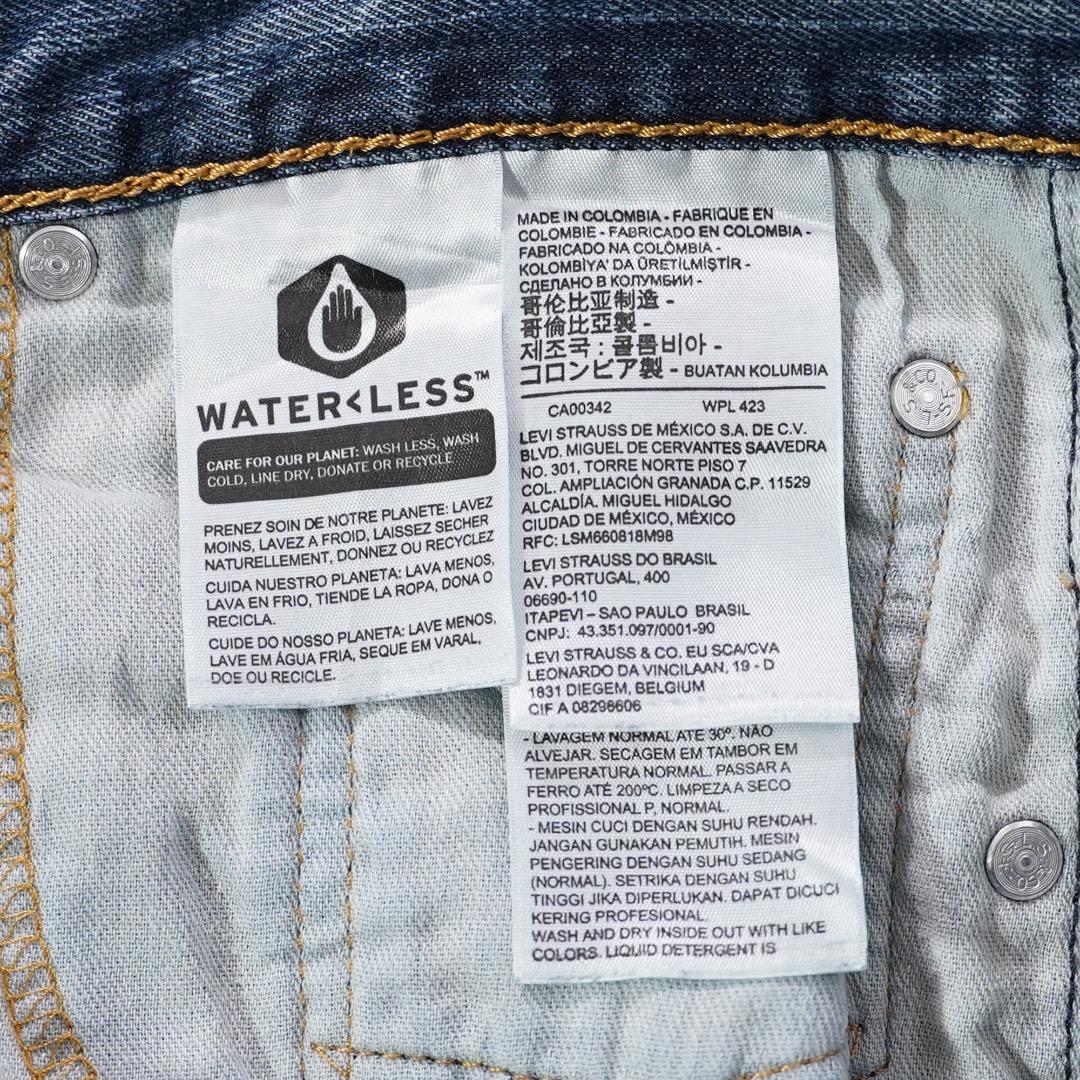 WATER<LESS™
CARE FOR OUR PLANET: WASH LESS, WASH
COLD, LINE DRY, DONATE OR RECYCLE
PRENEZ SOIN DE NOTRE PLANETE: LAVEZ
MOINS, LAVEZ A FROID, LAISSEZ SECHER
NATURELLEMENT, DONNEZ OU RECYCLEZ
CUIDA NUESTRO PLANETA: LAVA MENOS,
LAVA EN FRIO, TIENDE LA ROPA, DONA O
RECICLA.
CUIDE DO NOSSO PLANETA: LAVE MENOS,
LAVE EM ÁGUA FRIA, SEQUE EM VARAL,
DOE OU RECICLE.
MADE IN COLOMBIA - FABRIQUE EN
COLOMBIE - FABRICADO EN COLOMBIA -
FABRICADO NA COLÔMBIA -
KOLOMBİYA' DA ÜRETİLMİŞTİR -
СДЕЛАНО В КОЛУМБИИ -
哥伦比亚制造 -
哥倫比亞製 -
제조국 : 콜롬비아 -
コロンビア製 - BUATAN KOLUMBIA
CA00342 WPL 423
LEVI STRAUSS DE MÉXICO S.A. DE C.V.
BLVD. MIGUEL DE CERVANTES SAAVEDRA
NO. 301, TORRE NORTE PISO 7
COL. AMPLIACIÓN GRANADA C.P. 11529
ALCALDÍA. MIGUEL HIDALGO
CIUDAD DE MÉXICO, MÉXICO
RFC: LSM660818M98
LEVI STRAUSS DO BRASIL
AV. PORTUGAL, 400
06690-110
ITAPEVI – SAO PAULO BRASIL
CNPJ: 43.351.097/0001-90
LEVI STRAUSS & CO. EU SCA/CVA
LEONARDO DA VINCILAAN, 19 - D
1831 DIEGEM, BELGIUM
CIF A 08298606
- LAVAGEM NORMAL ATÉ 30º. NÃO
ALVEJAR. SECAGEM EM TAMBOR EM
TEMPERATURA NORMAL. PASSAR A
FERRO ATÉ 200ºC. LIMPEZA A SECO
PROFISSIONAL P, NORMAL.
- MESIN CUCI DENGAN SUHU RENDAH.
JANGAN GUNAKAN PEMUTIH. MESIN
PENGERING DENGAN SUHU SEDANG
(NORMAL). SETRIKA DENGAN SUHU
TINGGI JIKA DIPERLUKAN. DAPAT DICUCI
KERING PROFESIONAL.
WASH AND DRY INSIDE OUT WITH LIKE
COLORS. LIQUID DETERGENT IS